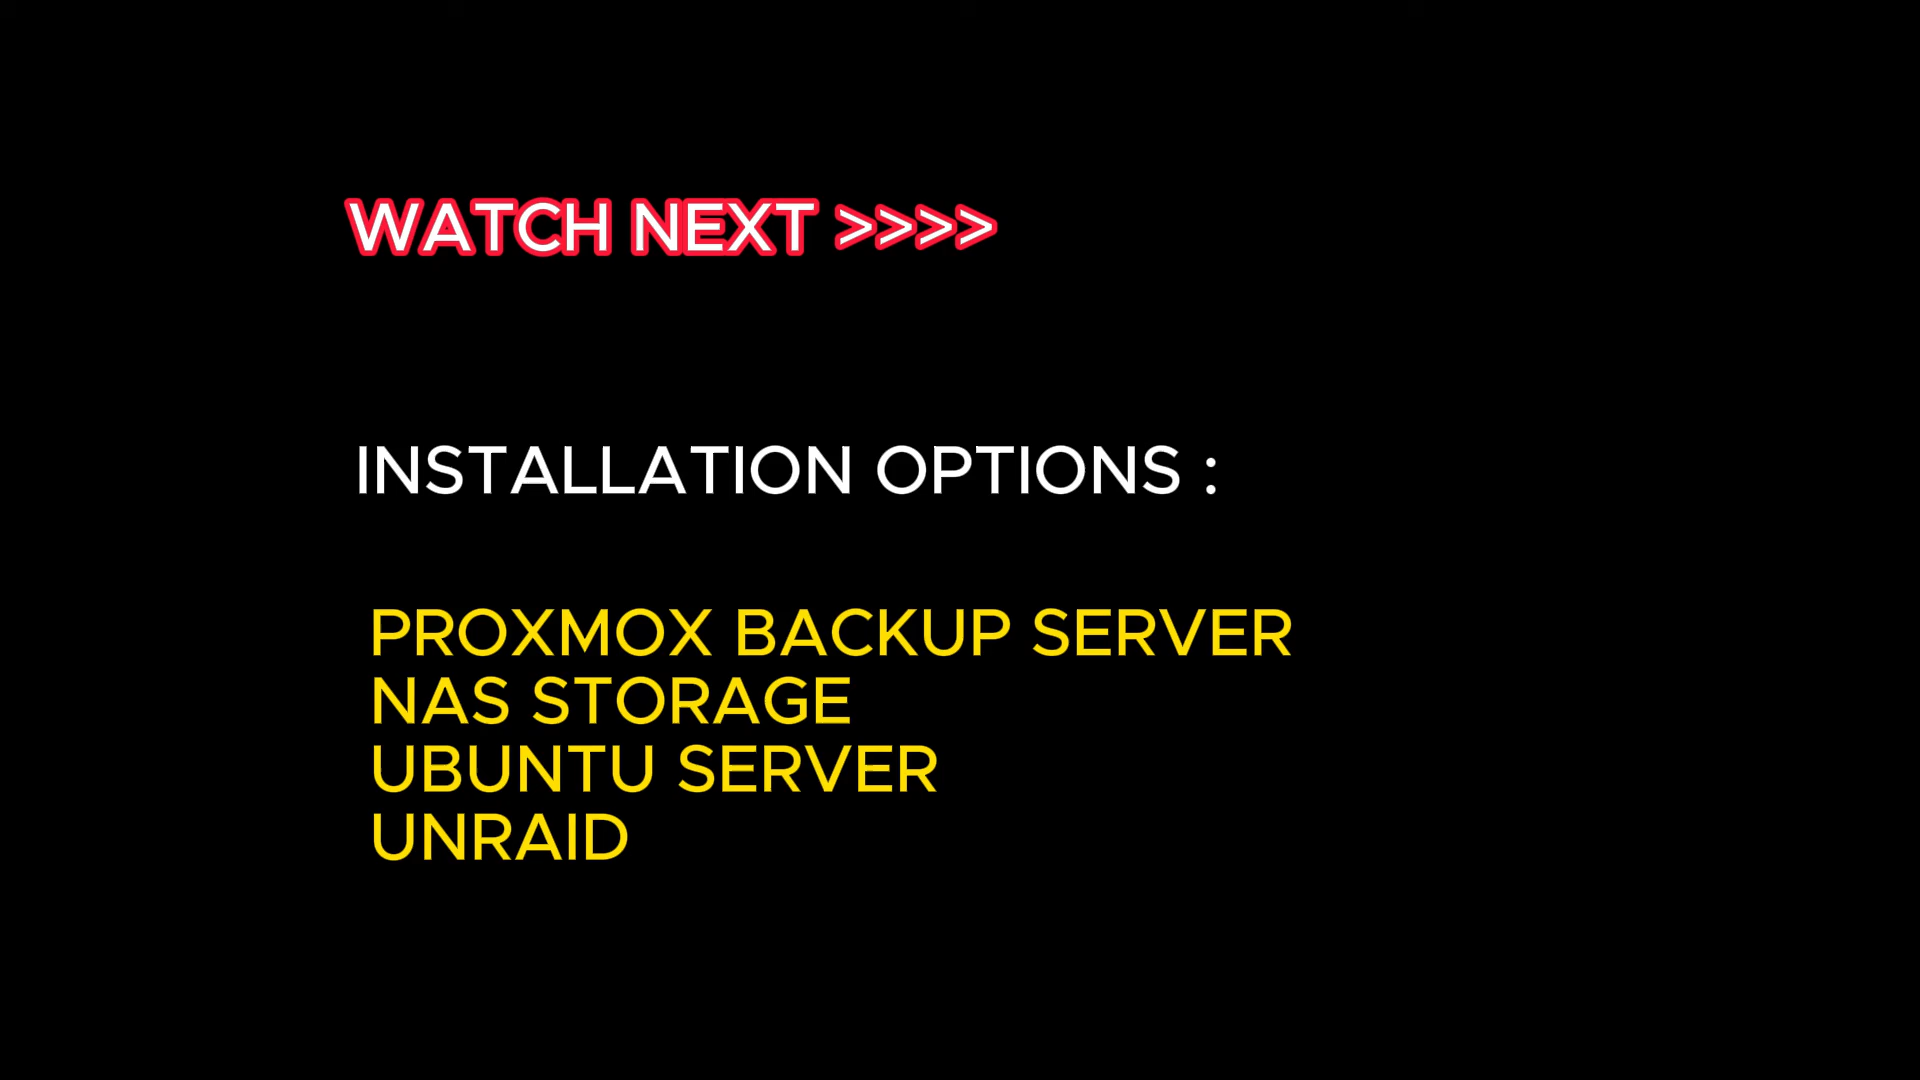 WATCH NEXT >>>>
INSTALLATION OPTIONS :
PROXMOX BACKUP SERVER
NAS STORAGE
UBUNTU SERVER
UNRAID